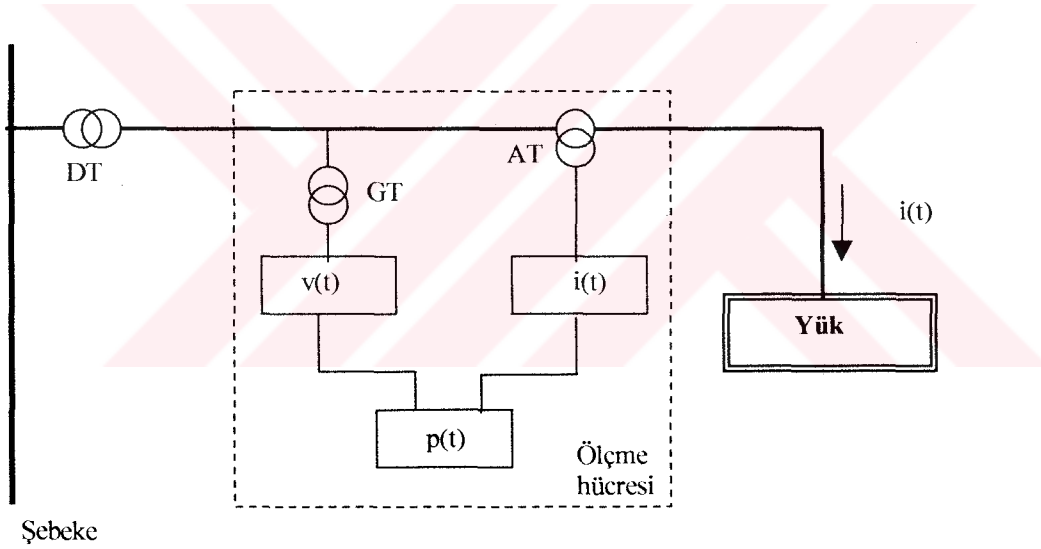 DT
AT
GT
i(t)
v(t)
i(t)
Yük
p(t)
Ölçme
hücresi
Şebeke